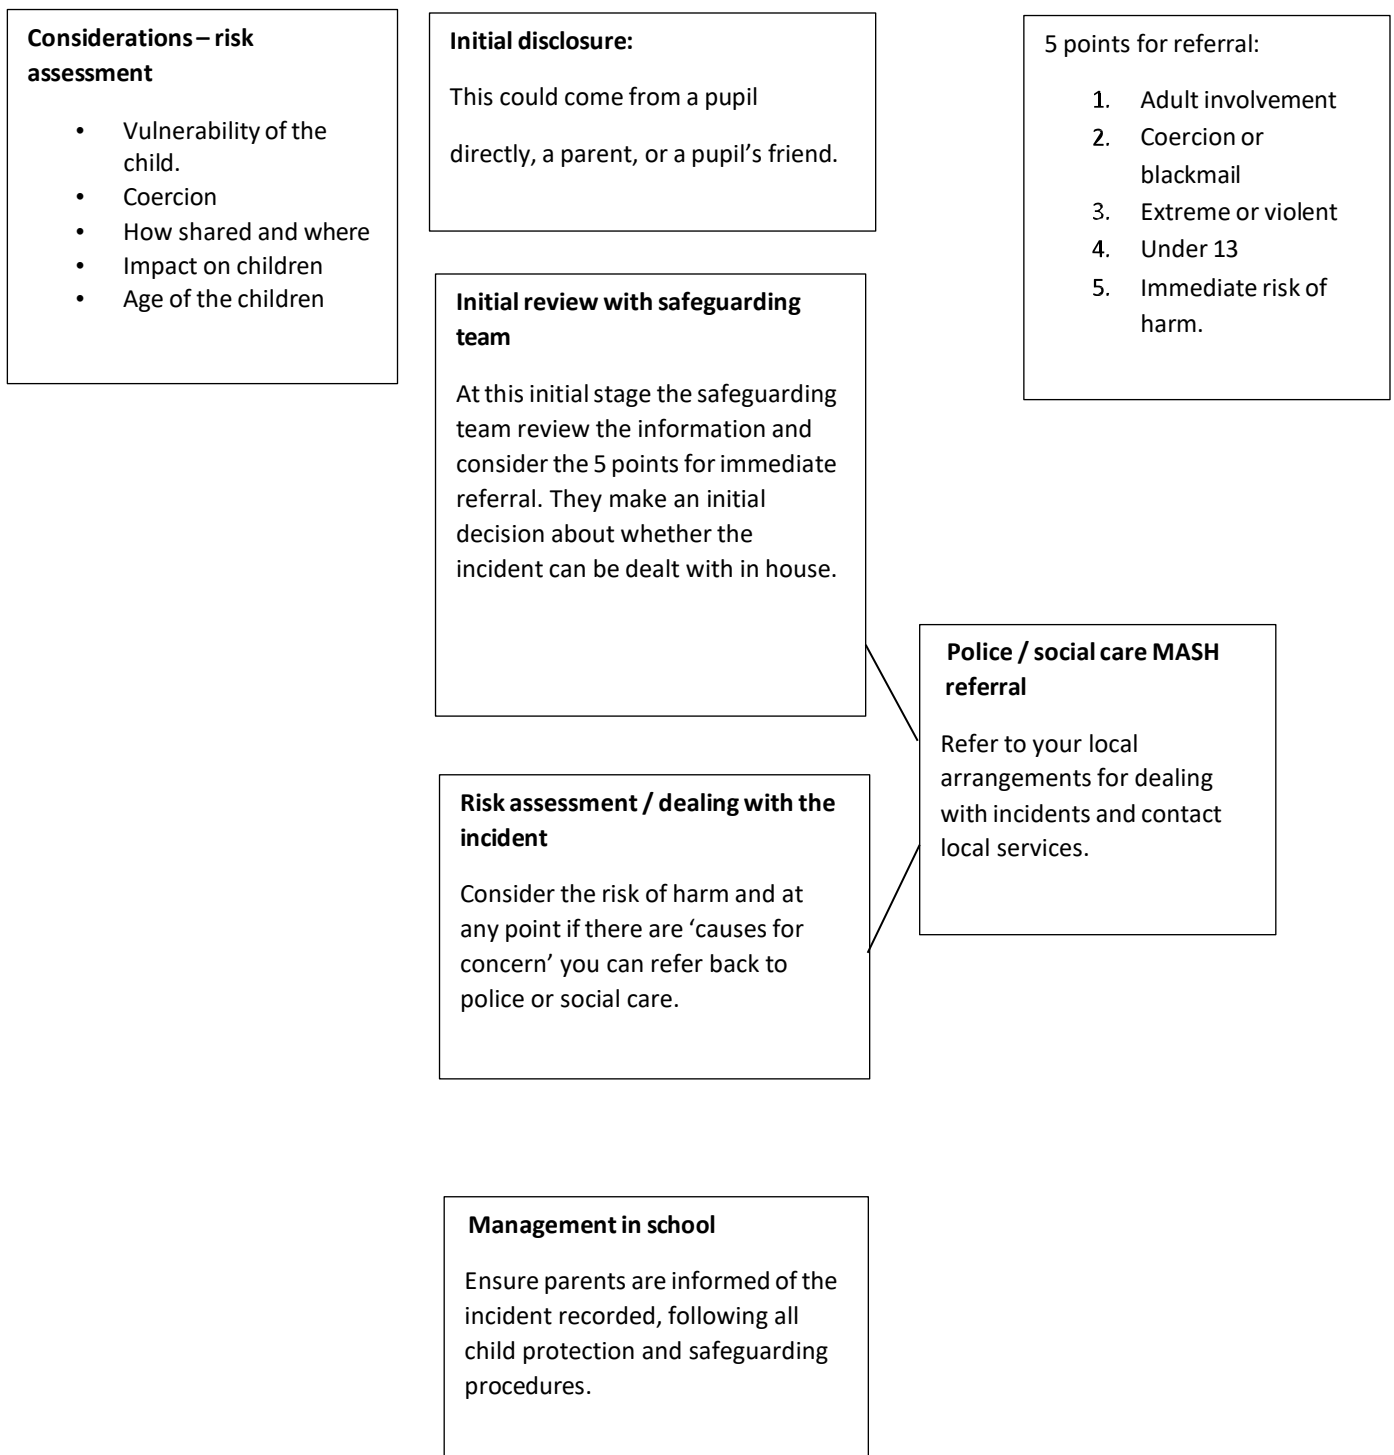 Considerations – risk
assessment
• Vulnerability of the
child.
• Coercion
• How shared and where
• Impact on children
• Age of the children
Initial disclosure:
This could come from a pupil
directly, a parent, or a pupil’s friend.
5 points for referral:
1. Adult involvement
2. Coercion or
blackmail
3. Extreme or violent
4. Under 13
5. Immediate risk of
harm.
Initial review with safeguarding
team
At this initial stage the safeguarding
team review the information and
consider the 5 points for immediate
referral. They make an initial
decision about whether the
incident can be dealt with in house.
Police / social care MASH
referral
Refer to your local
arrangements for dealing
with incidents and contact
local services.
Risk assessment / dealing with the
incident
Consider the risk of harm and at
any point if there are ‘causes for
concern’ you can refer back to
police or social care.
Management in school
Ensure parents are informed of the
incident recorded, following all
child protection and safeguarding
procedures.